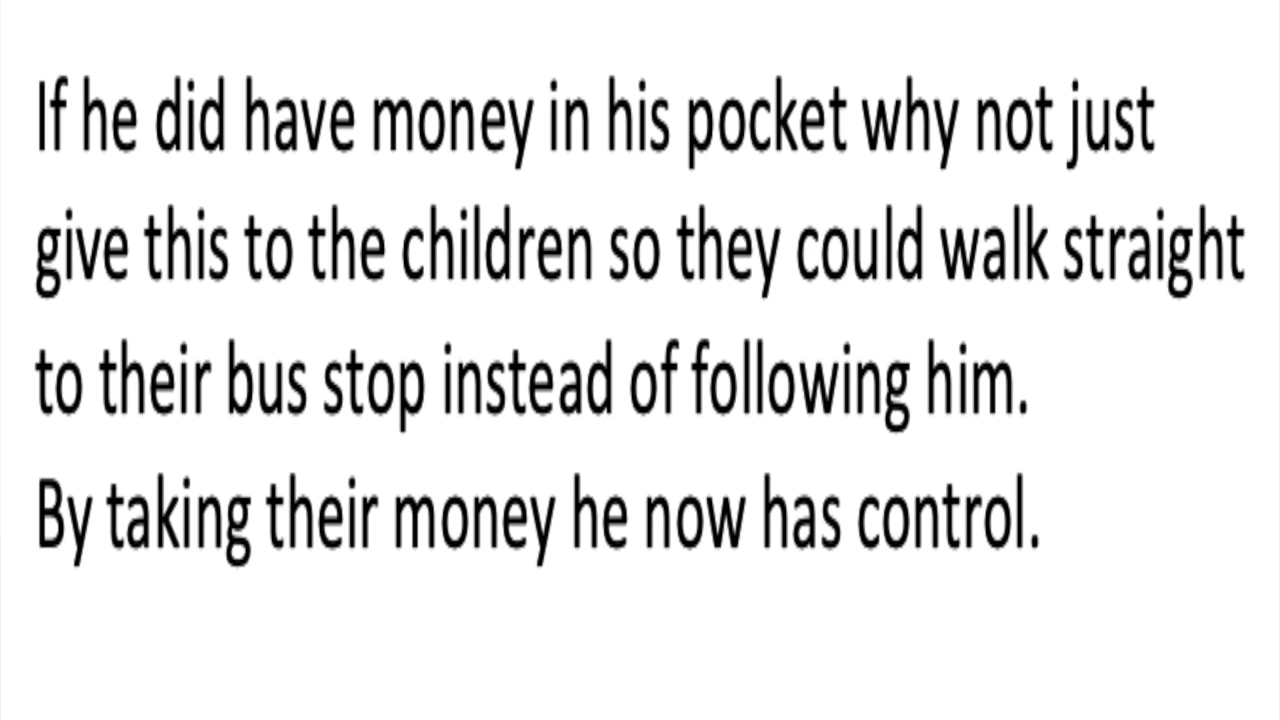 If he did have money in his pocket why not just
give this to the children so they could walk straight
to their bus stop instead of following him.
By taking their money he now has control.